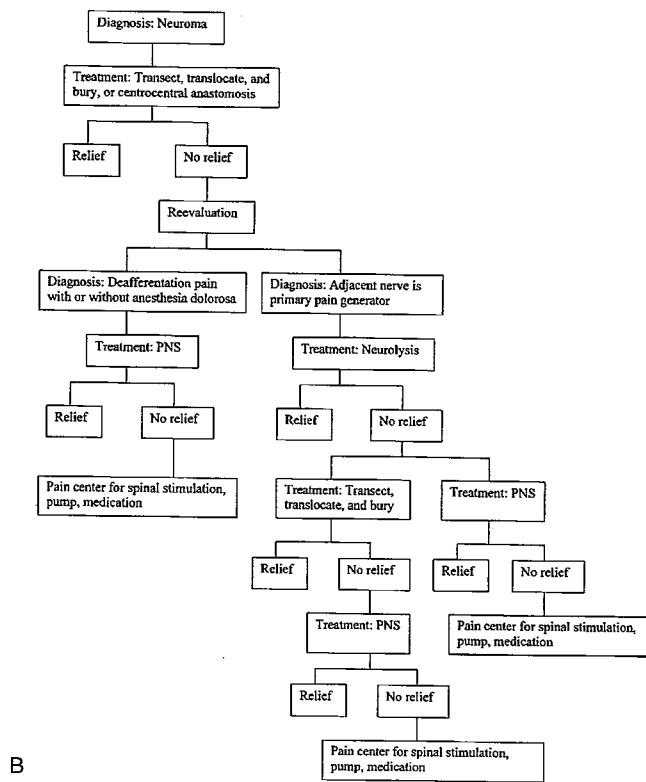 Diagnosis: Neuroma
Treatment: Transect, translocate, and
bury, or centrocentral anastomosis
Relief
No relief
Reevaluation
Diagnosis: Deafferentation pain
with or without anesthesia dolorosa
Diagnosis: Adjacent nerve is
primary pain generator
Treatment: PNS
Treatment: Neurolysis
Relief
No relief
Relief
No relief
Pain center for spinal stimulation,
pump, medication
Treatment: Transect,
translocate, and bury
Treatment: PNS
Relief
No relief
Relief
No relief
Treatment: PNS
Pain center for spinal stimulation,
pump, medication
Relief
No relief
Pain center for spinal stimulation,
pump, medication
B